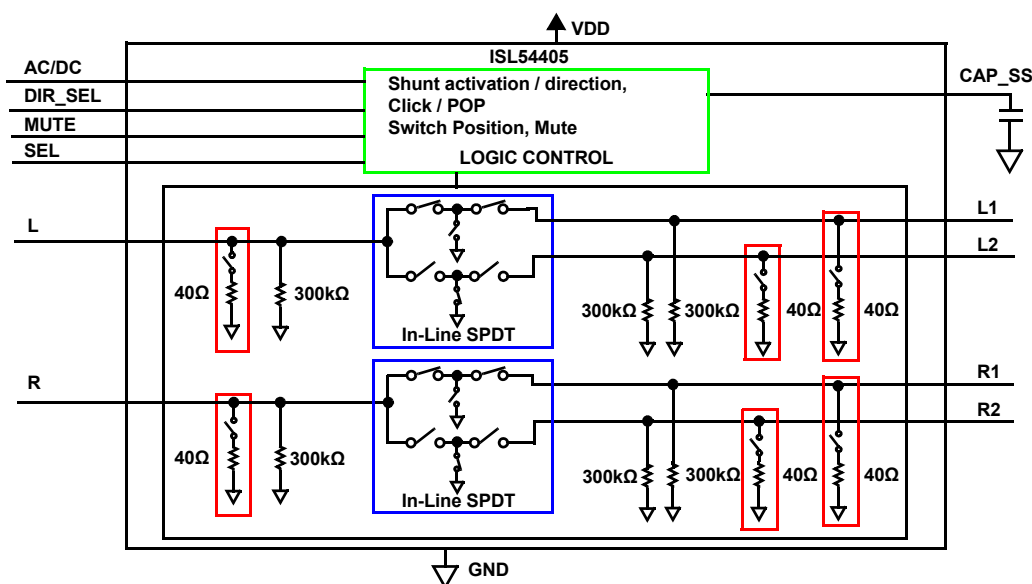 VDD
ISL54405
AC/DC
DIR_SEL
MUTE
SEL
Shunt activation / direction,
Click / POP
Switch Position, Mute
LOGIC CONTROL
CAP_SS
L
L1
L2
40Ω
300kΩ
In-Line SPDT
300kΩ
300kΩ
40Ω
40Ω
R
R1
R2
40Ω
300kΩ
In-Line SPDT
300kΩ
300kΩ
40Ω
40Ω
GND